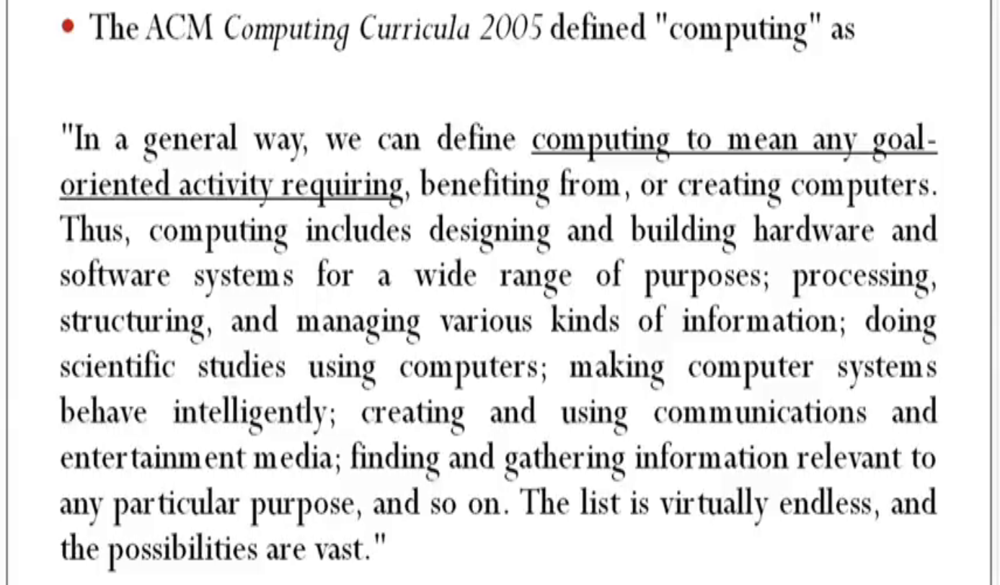 • The ACM Computing Curricula 2005 defined "computing" as
"In a general way, we can define computing to mean any goal-
oriented activity requiring, benefiting from, or creating computers.
Thus, computing includes designing and building hardware and
software systems for a wide range of purposes; processing,
structuring, and managing various kinds of information; doing
scientific studies using computers; making computer systems
behave intelligently; creating and using communications and
entertainment media; finding and gathering information relevant to
any particular purpose, and so on. The list is virtually endless, and
the possibilities are vast."